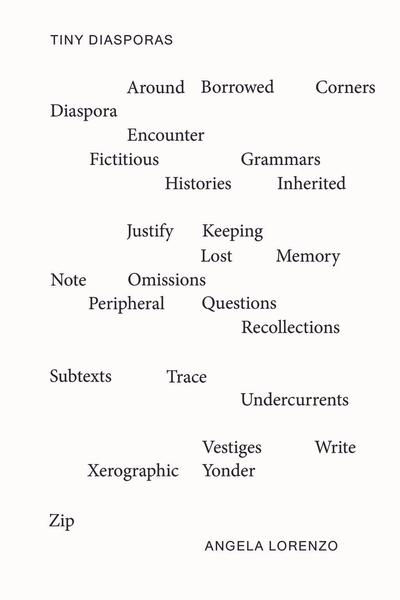 TINY DIASPORAS
Around Borrowed Corners
Diaspora
Encounter
Fictitious Grammars
Histories Inherited
Justify Keeping
Lost Memory
Note Omissions
Peripheral Questions
Recollections
Subtexts Trace
Undercurrents
Vestiges Write
Xerographic Yonder
Zip
ANGELA LORENZO